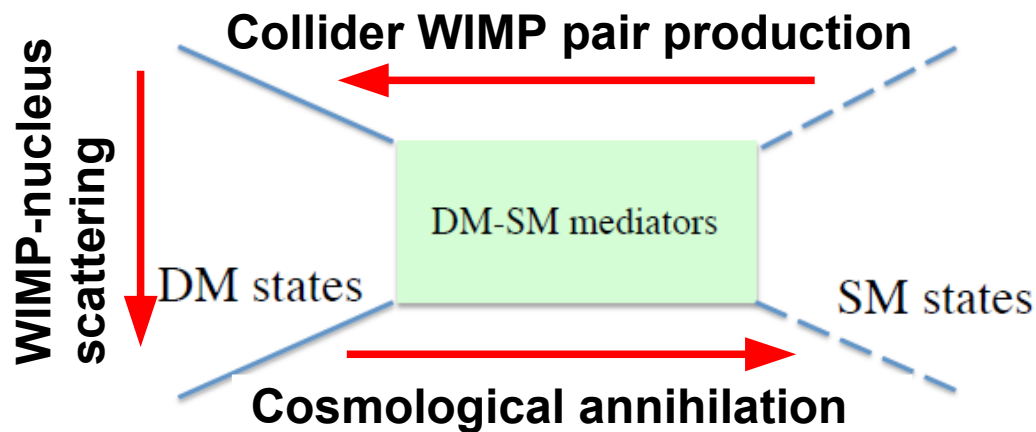 Collider WIMP pair production
WIMP-nucleus
scattering
DM-SM mediators
DM states
SM states
Cosmological annihilation